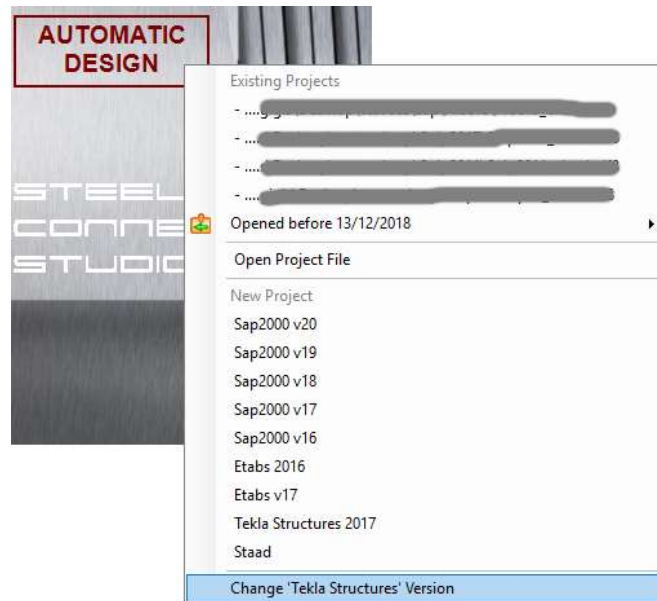 AUTOMATIC
DESIGN
STEEL
CONNE
STUDIO
Existing Projects
- ....
- ....
- ....
- ....
Opened before 13/12/2018
Open Project File
New Project
Sap2000 v20
Sap2000 v19
Sap2000 v18
Sap2000 v17
Sap2000 v16
Etabs 2016
Etabs v17
Tekla Structures 2017
Staad
Change 'Tekla Structures' Version